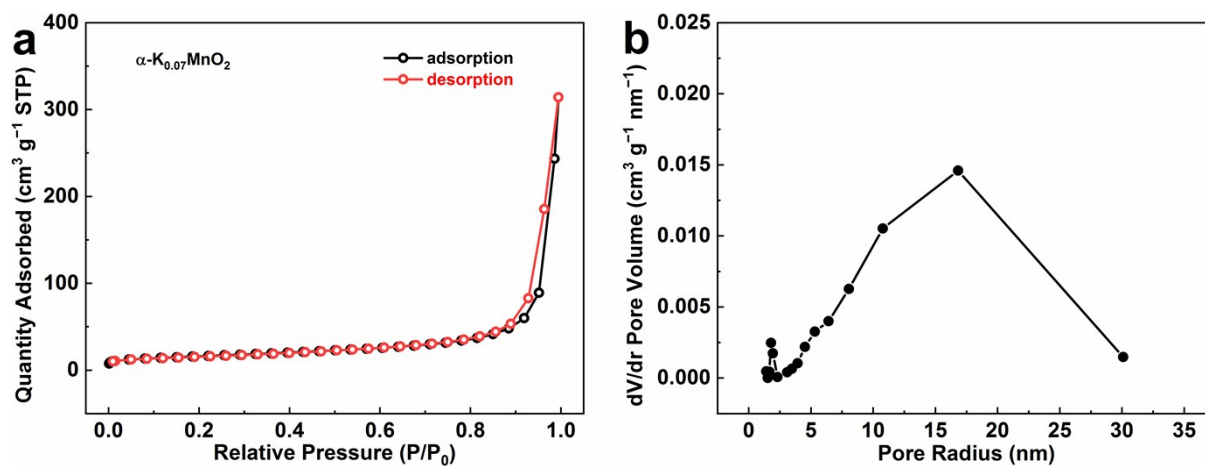 a
α-K₀.₀₇MnO₂
adsorption
desorption
Quantity Adsorbed (cm³ g⁻¹ STP)
400
300
200
100
0
0.0 0.2 0.4 0.6 0.8 1.0
Relative Pressure (P/P₀)
b
dV/dr Pore Volume (cm³ g⁻¹ nm⁻¹)
0.025
0.020
0.015
0.010
0.005
0.000
0 5 10 15 20 25 30 35
Pore Radius (nm)